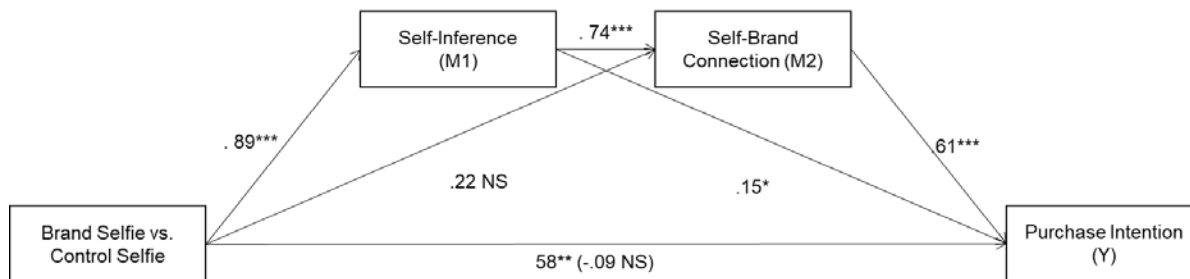 Self-Inference
(M1)
. 74***
Self-Brand
Connection (M2)
. 89***
.22 NS
.15*
.61***
Brand Selfie vs.
Control Selfie
58** (-.09 NS)
Purchase Intention
(Y)